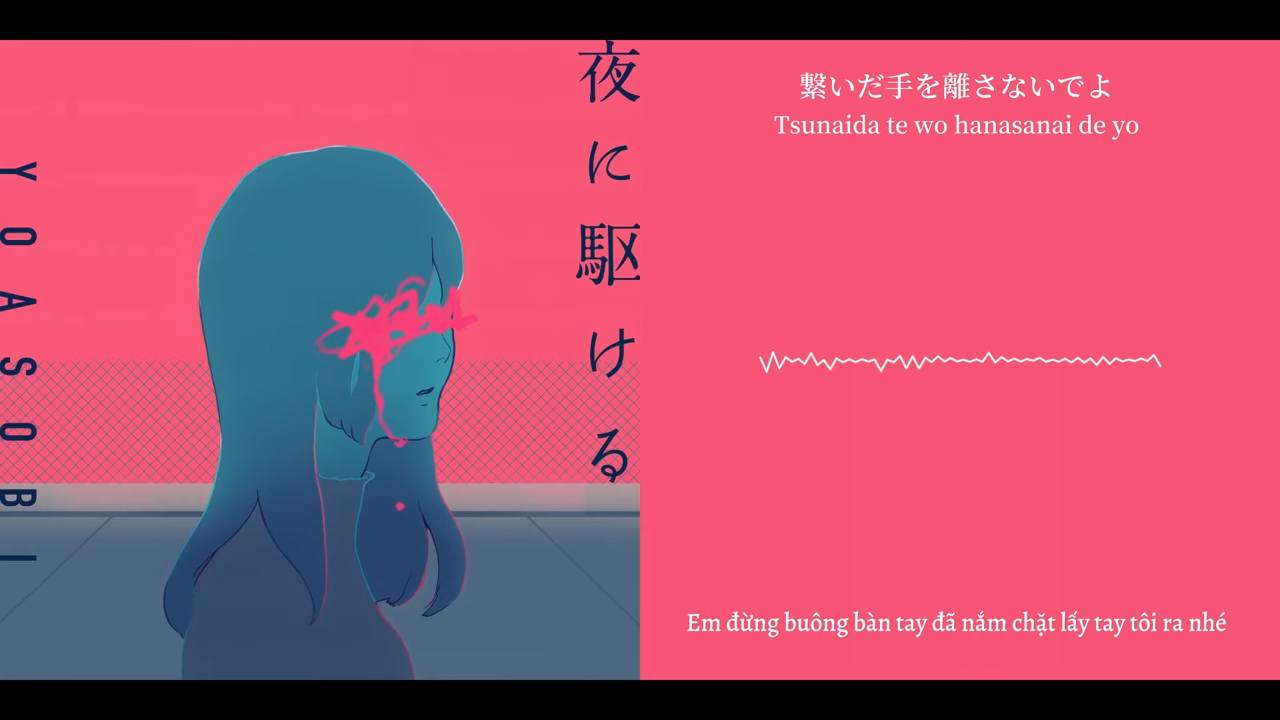 YOASOBI
夜に駆ける
繋いだ手を離さないでよ
Tsunaida te wo hanasanai de yo
Em đừng buông bàn tay đã nắm chặt lấy tay tôi ra nhé